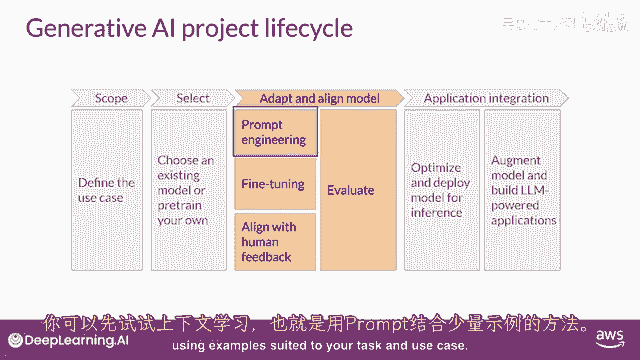 Generative AI project lifecycle
Scope
Select
Adapt and align model
Application integration
Define the
use case
Choose an
existing
model or
pretrain
your own
Prompt
engineering
Fine-tuning
Align with
human
feedback
Evaluate
Optimize
and deploy
model for
inference
Augment
model and
build LLM-
powered
applications
你可以先试试上下文学习，也就是用Prompt结合少量示例的方法。
DeepLearning.AI
using examples suited to your task and use case.
aws